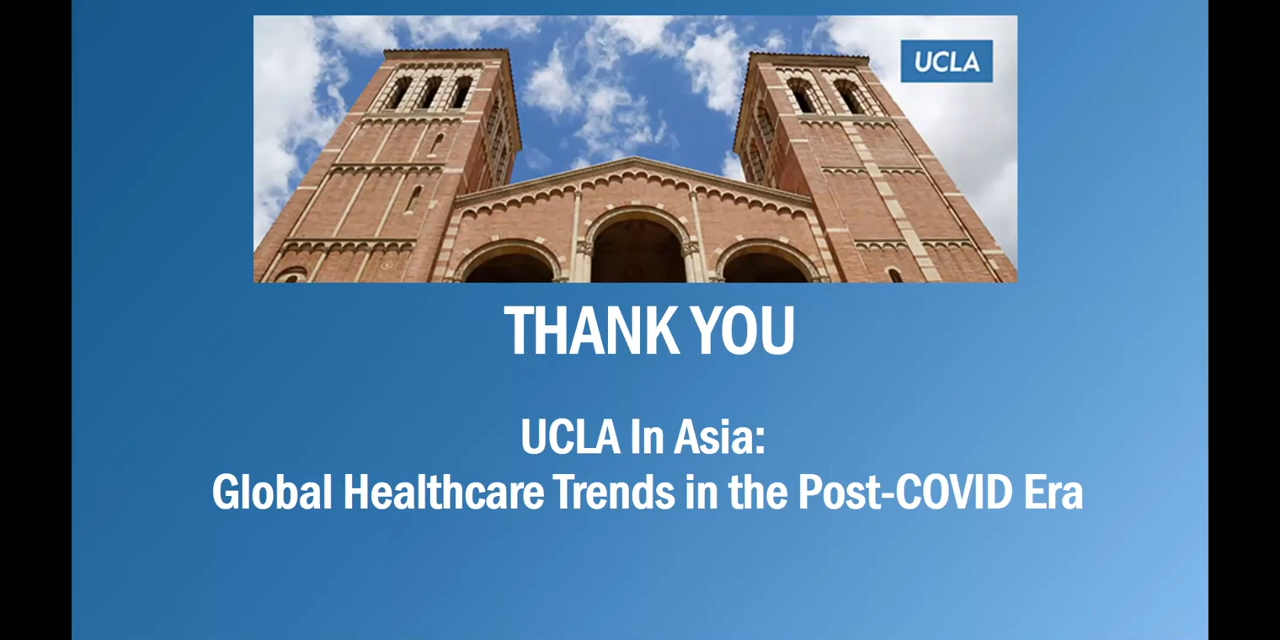 UCLA
THANK YOU
UCLA In Asia:
Global Healthcare Trends in the Post-COVID Era